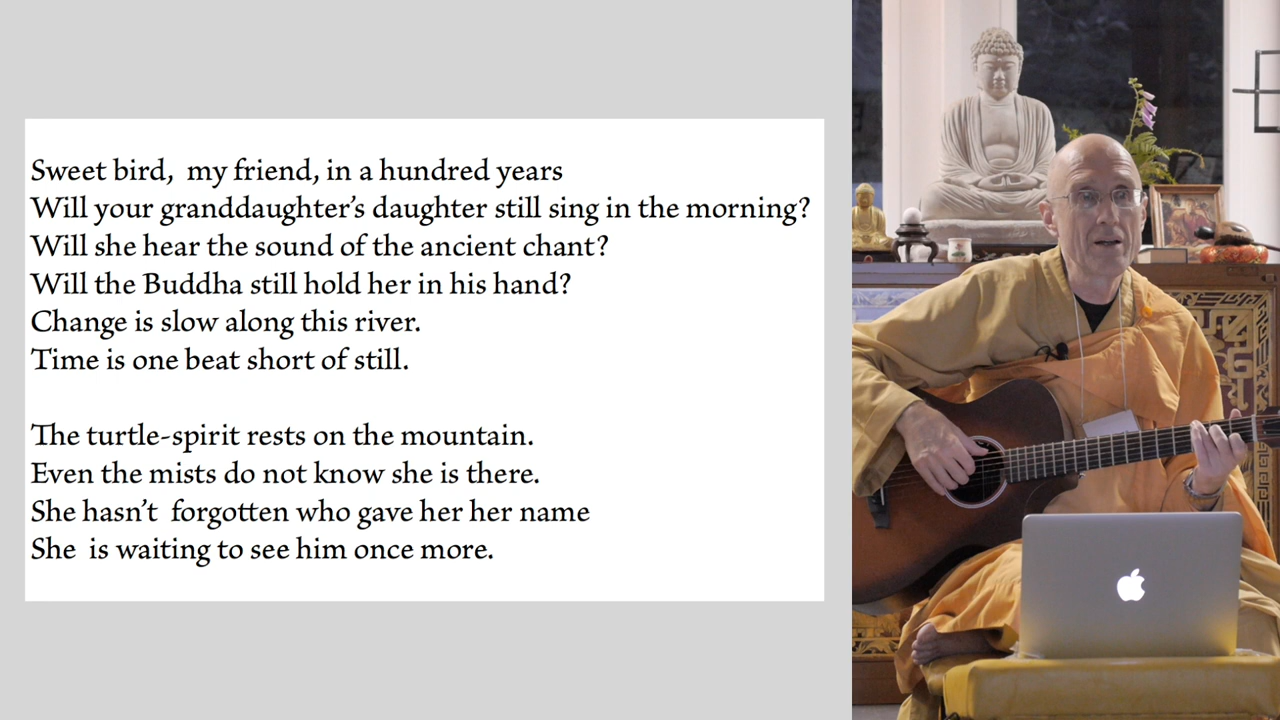 Sweet bird,  my friend, in a hundred years
Will your granddaughter’s daughter still sing in the morning?
Will she hear the sound of the ancient chant?
Will the Buddha still hold her in his hand?
Change is slow along this river.
Time is one beat short of still.
The turtle-spirit rests on the mountain.
Even the mists do not know she is there.
She hasn’t  forgotten who gave her her name
She  is waiting to see him once more.